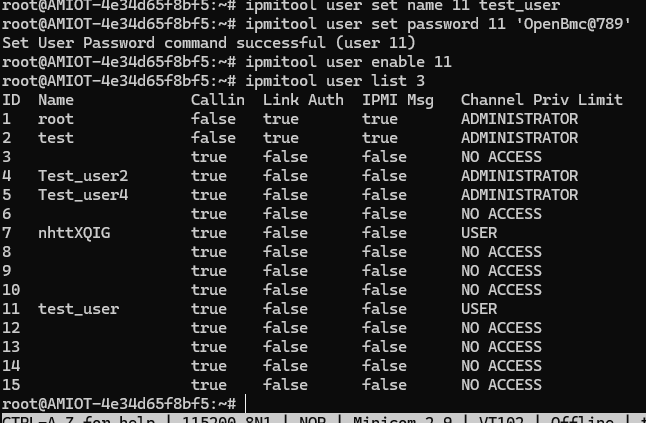 root@AMIOT-4e34d65f8bf5:~# ipmitool user set name 11 test_user
root@AMIOT-4e34d65f8bf5:~# ipmitool user set password 11 'OpenBmc@789'
Set User Password command successful (user 11)
root@AMIOT-4e34d65f8bf5:~# ipmitool user enable 11
root@AMIOT-4e34d65f8bf5:~# ipmitool user list 3
ID  Name             Callin  Link Auth  IPMI Msg   Channel Priv Limit
1   root             false   true       true       ADMINISTRATOR
2   test             false   true       true       ADMINISTRATOR
3                    true    false      false      NO ACCESS
4   Test_user2       true    false      false      ADMINISTRATOR
5   Test_user4       true    false      false      ADMINISTRATOR
6                    true    false      false      NO ACCESS
7   nhttXQIG         true    false      false      USER
8                    true    false      false      NO ACCESS
9                    true    false      false      NO ACCESS
10                   true    false      false      NO ACCESS
11  test_user        true    false      false      USER
12                   true    false      false      NO ACCESS
13                   true    false      false      NO ACCESS
14                   true    false      false      NO ACCESS
15                   true    false      false      NO ACCESS
root@AMIOT-4e34d65f8bf5:~#
CTRL-A Z for help | 115200 8N1 | NOR | Minicom 2.9 | VT102 | Offline |